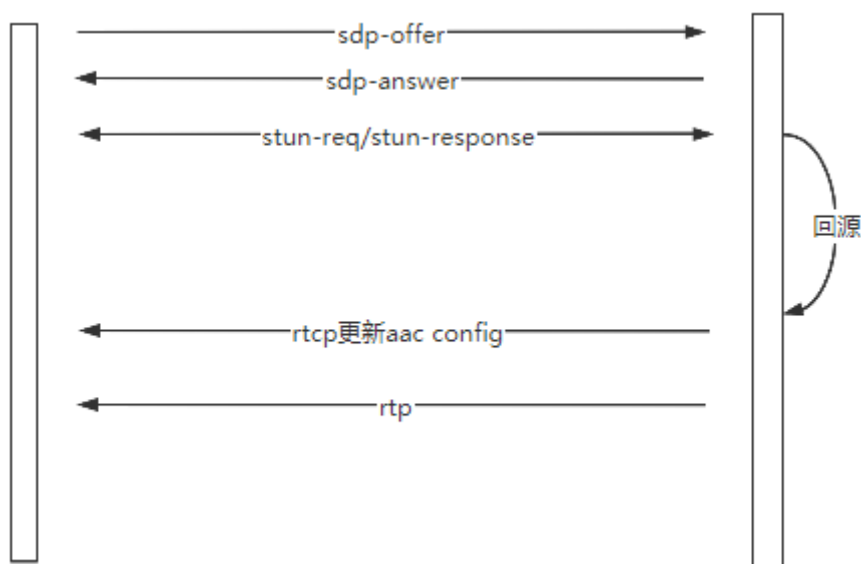 sdp-offer
sdp-answer
stun-req/stun-response
回源
rtcp更新aac config
rtp